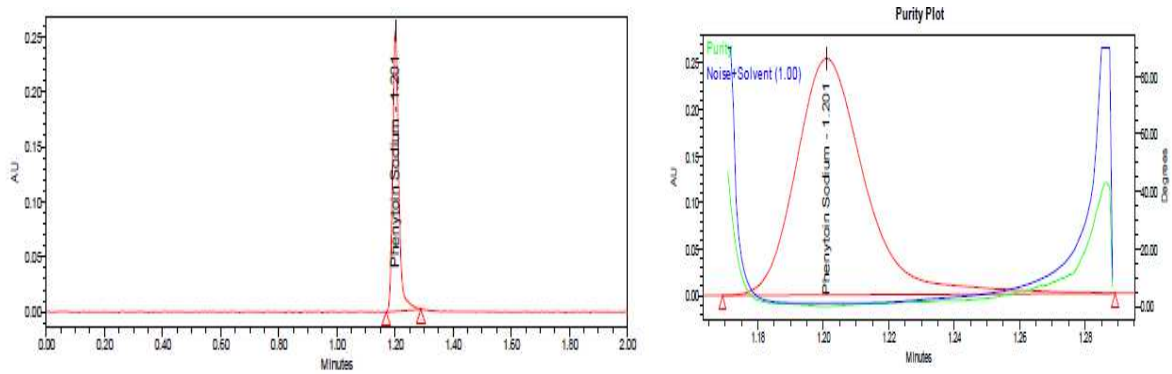 0.25
0.20
0.15
0.10
0.05
0.00
AU
Phenytoin Sodium - 1.201
0.00 0.20 0.40 0.60 0.80 1.00 1.20 1.40 1.60 1.80 2.00
Minutes
Purity Plot
Purity
Noise+Solvent (1.00)
0.25
0.20
0.15
0.10
0.05
0.00
AU
Phenytoin Sodium - 1.201
60.00
40.00
20.00
0.00
Degrees
1.18 1.20 1.22 1.24 1.26 1.28
Minutes